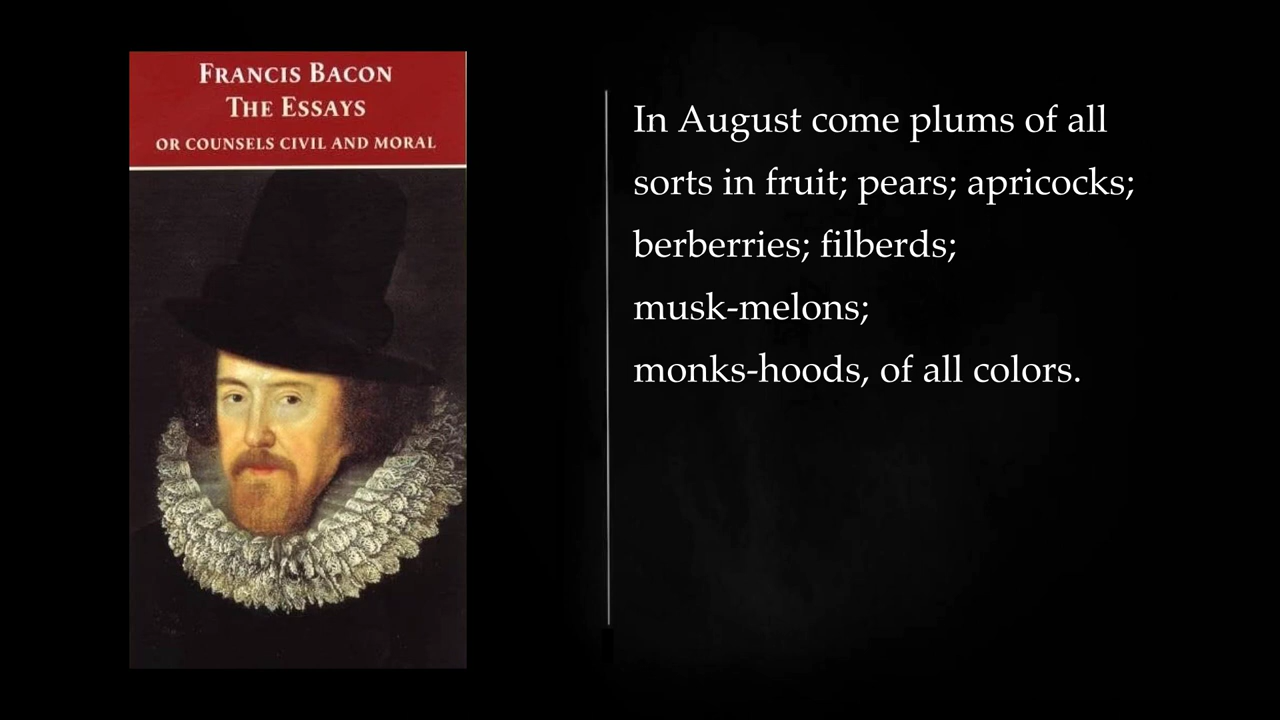 FRANCIS BACON
THE ESSAYS
OR COUNSELS CIVIL AND MORAL
In August come plums of all
sorts in fruit; pears; apricocks;
berberries; filberds;
musk-melons;
monks-hoods, of all colors.